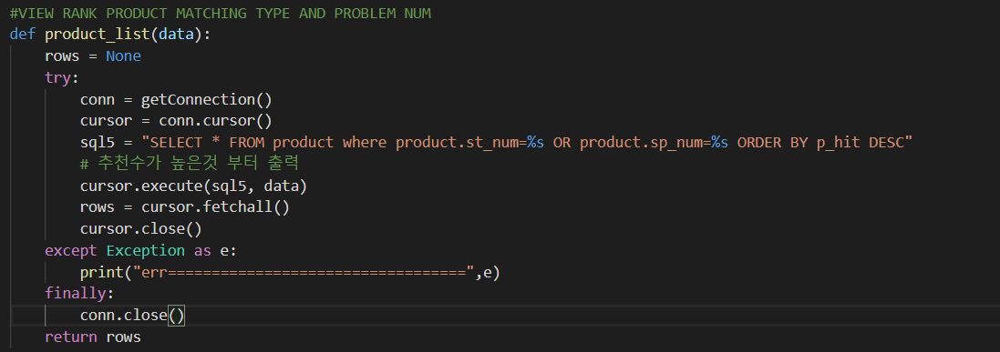 #VIEW RANK PRODUCT MATCHING TYPE AND PROBLEM NUM
def product_list(data):
    rows = None
    try:
        conn = getConnection()
        cursor = conn.cursor()
        sql5 = "SELECT * FROM product where product.st_num=%s OR product.sp_num=%s ORDER BY p_hit DESC"
        # 추천수가 높은것 부터 출력
        cursor.execute(sql5, data)
        rows = cursor.fetchall()
        cursor.close()
    except Exception as e:
        print("err==================================",e)
    finally:
        conn.close()
    return rows